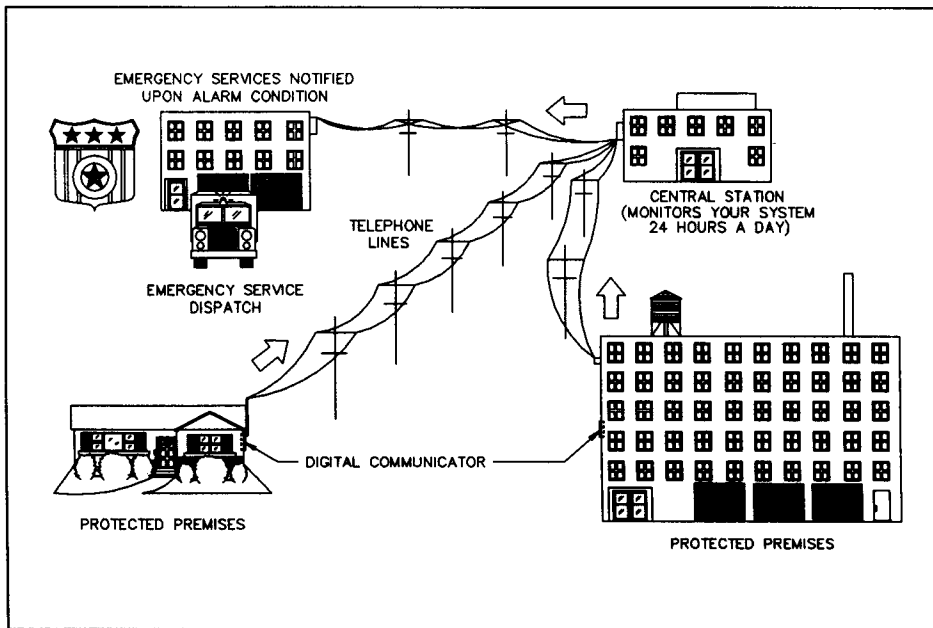 EMERGENCY SERVICES NOTIFIED
UPON ALARM CONDITION
CENTRAL STATION
(MONITORS YOUR SYSTEM
24 HOURS A DAY)
TELEPHONE
LINES
EMERGENCY SERVICE
DISPATCH
DIGITAL COMMUNICATOR
PROTECTED PREMISES
PROTECTED PREMISES